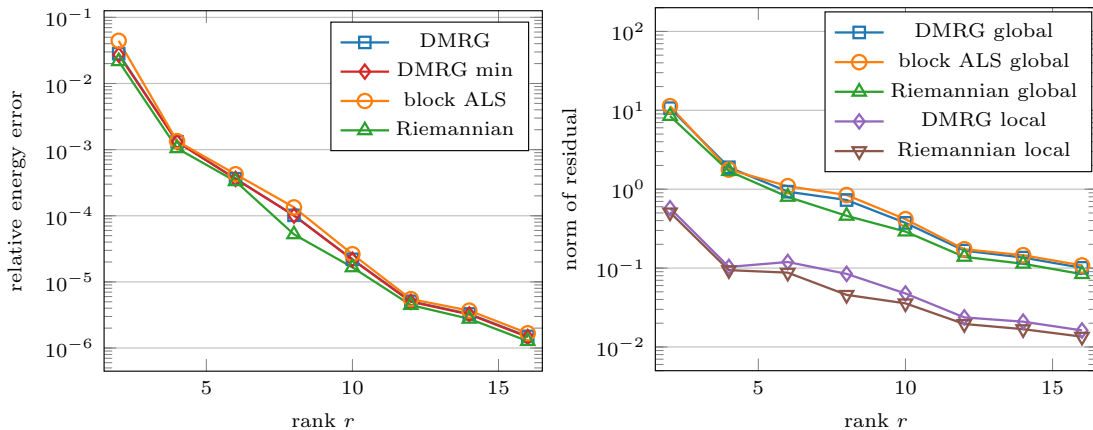 relative energy error
10^{-1}
10^{-2}
10^{-3}
10^{-4}
10^{-5}
10^{-6}
5
10
15
rank r
DMRG
DMRG min
block ALS
Riemannian
norm of residual
10^{2}
10^{1}
10^{0}
10^{-1}
10^{-2}
5
10
15
rank r
DMRG global
block ALS global
Riemannian global
DMRG local
Riemannian local